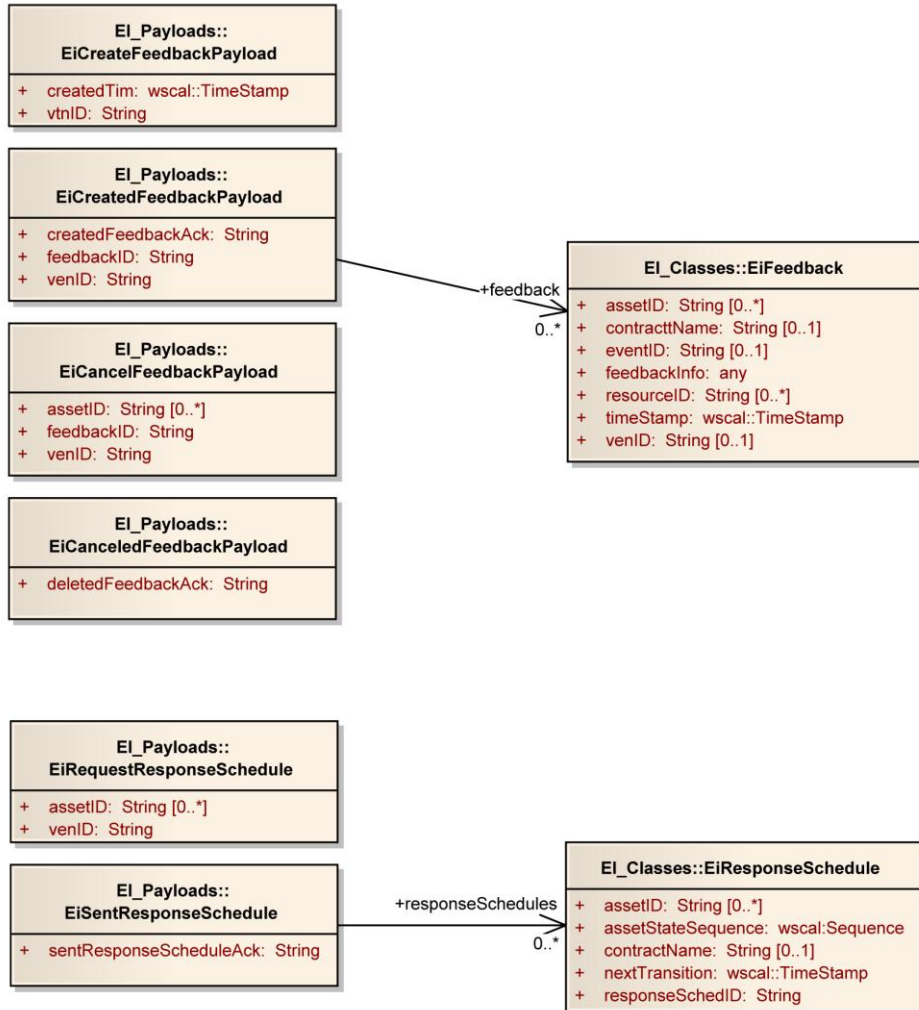 EI_Payloads::
EiCreateFeedbackPayload
+ createdTim: wscal::TimeStamp
+ vtnID: String
EI_Payloads::
EiCreatedFeedbackPayload
+ createdFeedbackAck: String
+ feedbackID: String
+ venID: String
+feedback
0..*
EI_Classes::EiFeedback
+ assetID: String [0..*]
+ contracttName: String [0..1]
+ eventID: String [0..1]
+ feedbackInfo: any
+ resourceID: String [0..*]
+ timeStamp: wscal::TimeStamp
+ venID: String [0..1]
EI_Payloads::
EiCancelFeedbackPayload
+ assetID: String [0..*]
+ feedbackID: String
+ venID: String
EI_Payloads::
EiCanceledFeedbackPayload
+ deletedFeedbackAck: String
EI_Payloads::
EiRequestResponseSchedule
+ assetID: String [0..*]
+ venID: String
EI_Payloads::
EiSentResponseSchedule
+ sentResponseScheduleAck: String
+responseSchedules
0..*
EI_Classes::EiResponseSchedule
+ assetID: String [0..*]
+ assetStateSequence: wscal:Sequence
+ contractName: String [0..1]
+ nextTransition: wscal::TimeStamp
+ responseSchedID: String